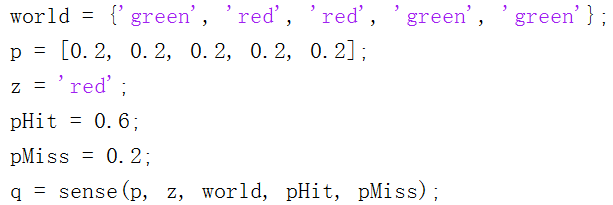 world = {'green', 'red', 'red', 'green', 'green'};
p = [0.2, 0.2, 0.2, 0.2, 0.2];
z = 'red';
pHit = 0.6;
pMiss = 0.2;
q = sense(p, z, world, pHit, pMiss);